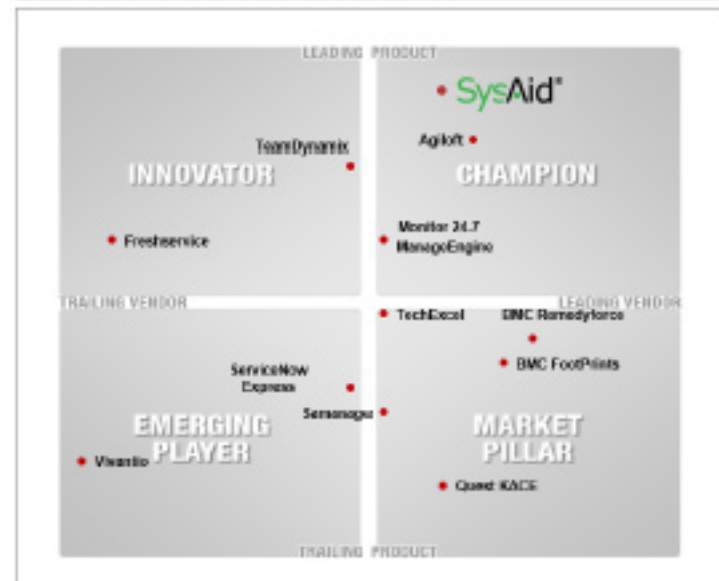 LEADING PRODUCT
SysAid®
TeamDynamix
Agiloft
INNOVATOR
CHAMPION
Freshservice
Monitor 24.7
ManageEngine
TRAILING VENDOR
LEADING VENDOR
TechExcel
BMC Remedyforce
BMC FootPrints
ServiceNow
Express
Samanage
EMERGING
PLAYER
MARKET
PILLAR
Vivantio
Quest KACE
TRAILING PRODUCT